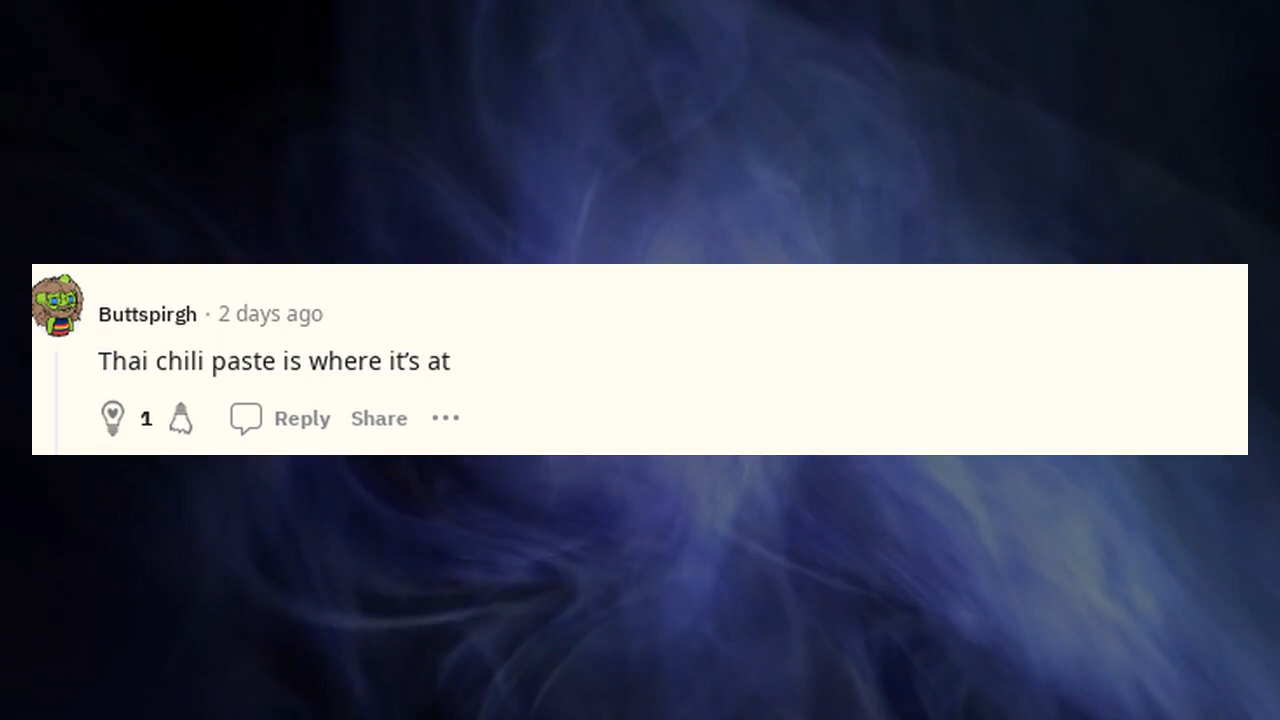 Buttspirgh · 2 days ago
Thai chili paste is where it’s at
1 Reply Share ···